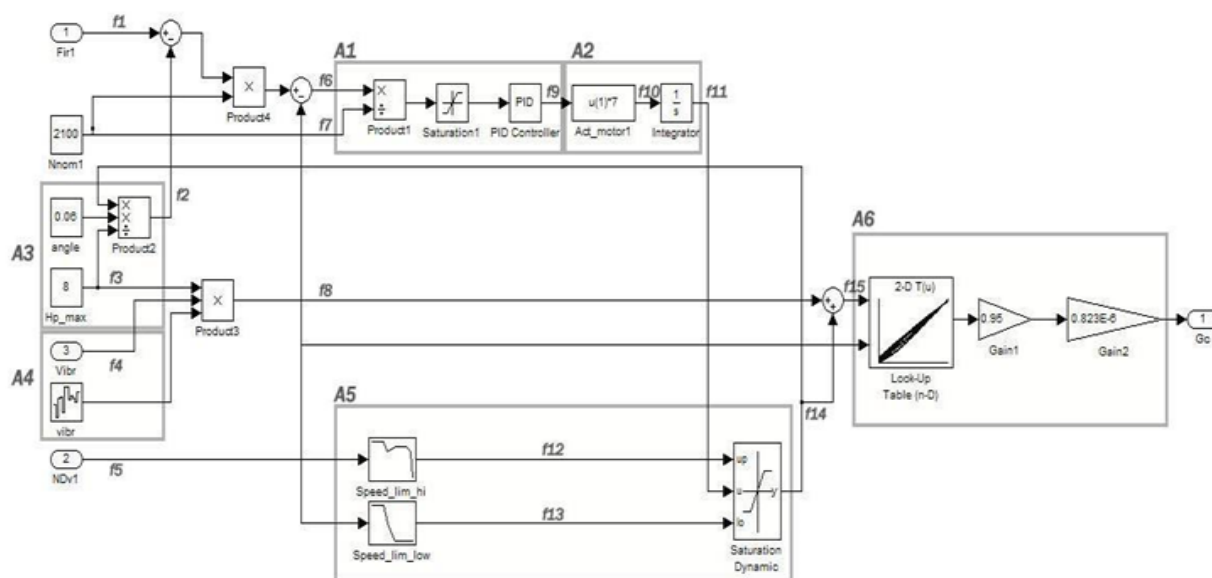 1
f1
Fir1
X
Product4
A1
f6
f7
X
÷
Product1
Saturation1
PID
PID Controller
f9
A2
u(1)*7
Act_motor1
f10
1
s
Integrator
f11
2100
Nnom1
f2
A3
0.06
angle
X
X
÷
Product2
8
Hp_max
f3
X
Product3
f8
A4
3
Vibr
f4
vibr
2
NDv1
f5
A5
Speed_lim_hi
f12
Speed_lim_low
f13
up
u
lo
y
Saturation
Dynamic
f14
f15
A6
2-D T(u)
Look-Up
Table (n-D)
0.95
Gain1
0.823E-6
Gain2
1
Gc